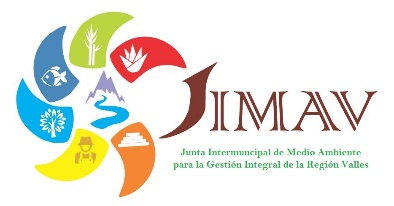 JIMAV
Junta Intermunicipal de Medio Ambiente
para la Gestión Integral de la Región Valles